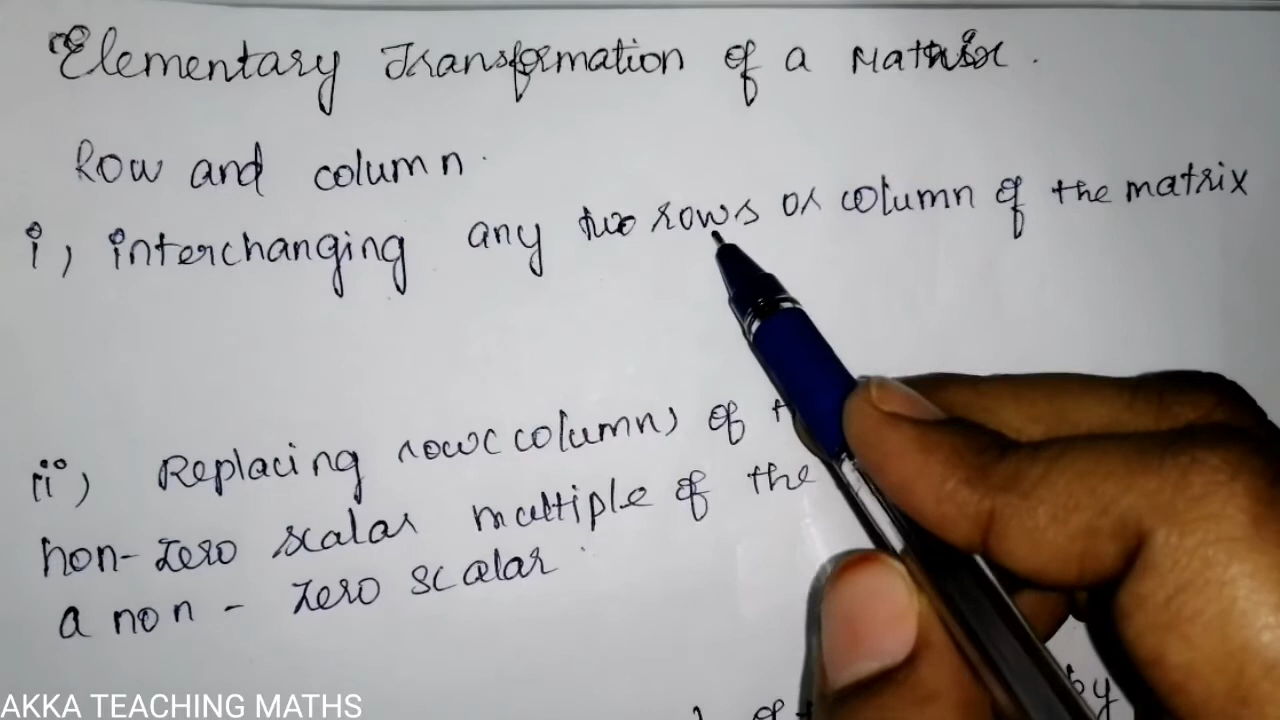 Elementary Transformation of a Matrix.
Row and column.
i, interchanging any two rows or column of the matrix
ii) Replacing row(column) of
non-zero scalar multiple of the
a non - zero scalar
by
AKKA TEACHING MATHS